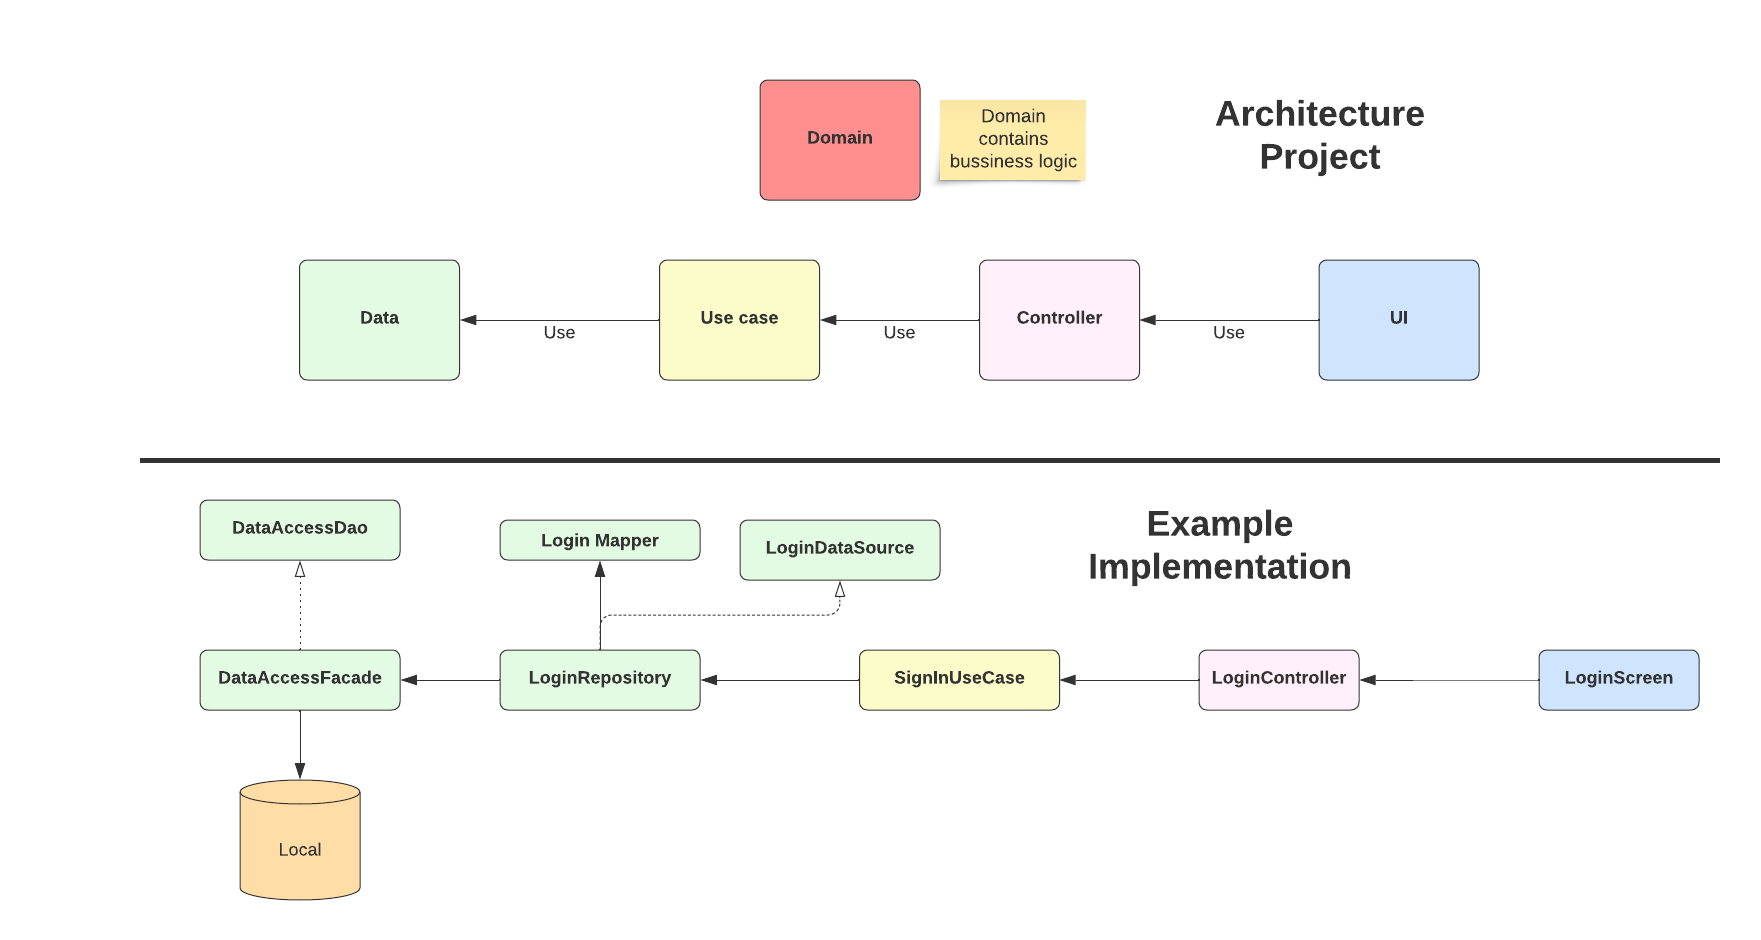 Domain
Domain
contains
bussiness logic
Architecture
Project
Data
Use
Use case
Use
Controller
Use
UI
Example
Implementation
DataAccessDao
Login Mapper
LoginDataSource
DataAccessFacade
LoginRepository
SignInUseCase
LoginController
LoginScreen
Local